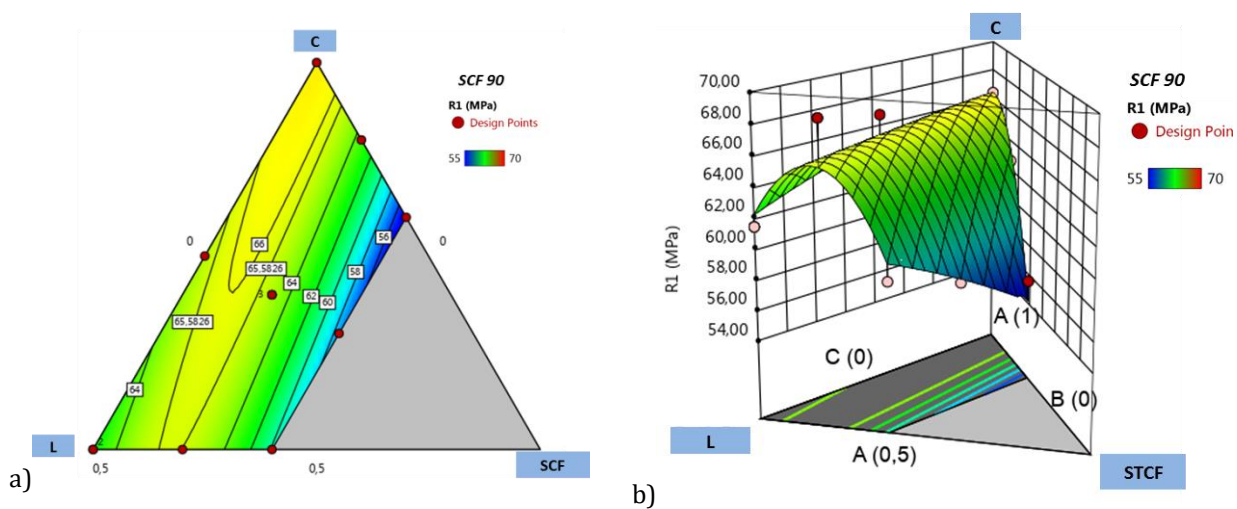 C
SCF 90
R1 (MPa)
Design Points
55 70
0
0
56
66
65,5826
64
58
3
62
60
65,5826
64
2
L
SCF
0,5
0,5
a)
C
SCF 90
R1 (MPa)
Design Poin
55 70
70,00
68,00
66,00
64,00
62,00
60,00
58,00
56,00
54,00
R1 (MPa)
A (1)
C (0)
B (0)
L
A (0,5)
STCF
b)